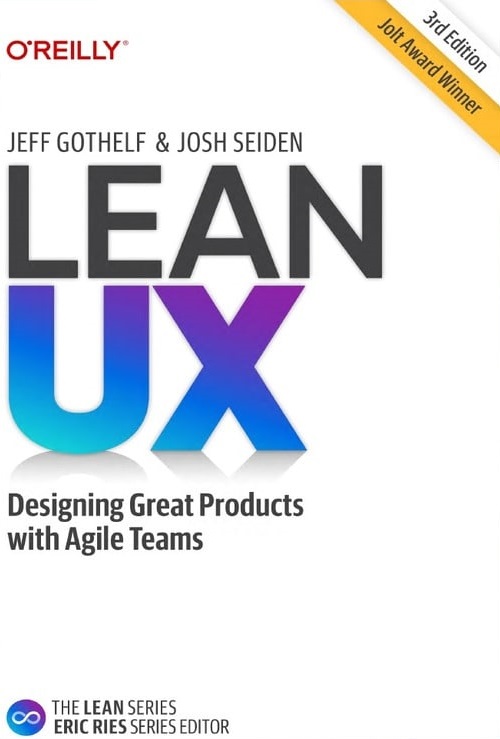 O'REILLY®
3rd Edition
Jolt Award Winner
JEFF GOTHELF & JOSH SEIDEN
LEAN
UX
Designing Great Products
with Agile Teams
THE LEAN SERIES
ERIC RIES SERIES EDITOR